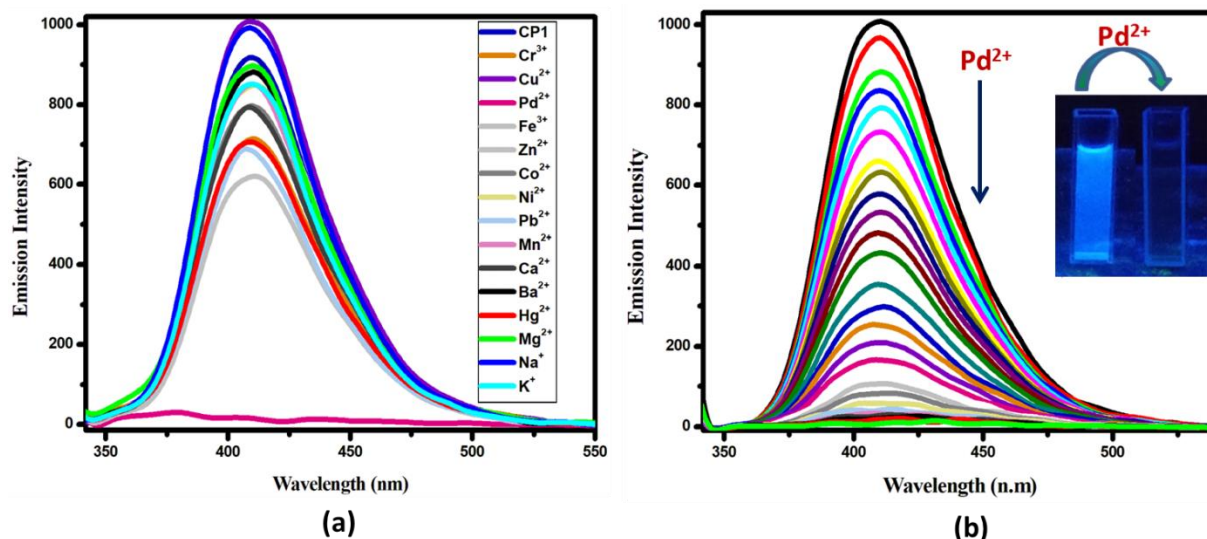 1000
800
600
400
200
0
350
400
450
500
550
Emission Intensity
Wavelength (nm)
CP1
Cr³⁺
Cu²⁺
Pd²⁺
Fe³⁺
Zn²⁺
Co²⁺
Ni²⁺
Pb²⁺
Mn²⁺
Ca²⁺
Ba²⁺
Hg²⁺
Mg²⁺
Na⁺
K⁺
(a)
1000
800
600
400
200
0
350
400
450
500
Emission Intensity
Wavelength (n.m)
Pd²⁺
Pd²⁺
(b)